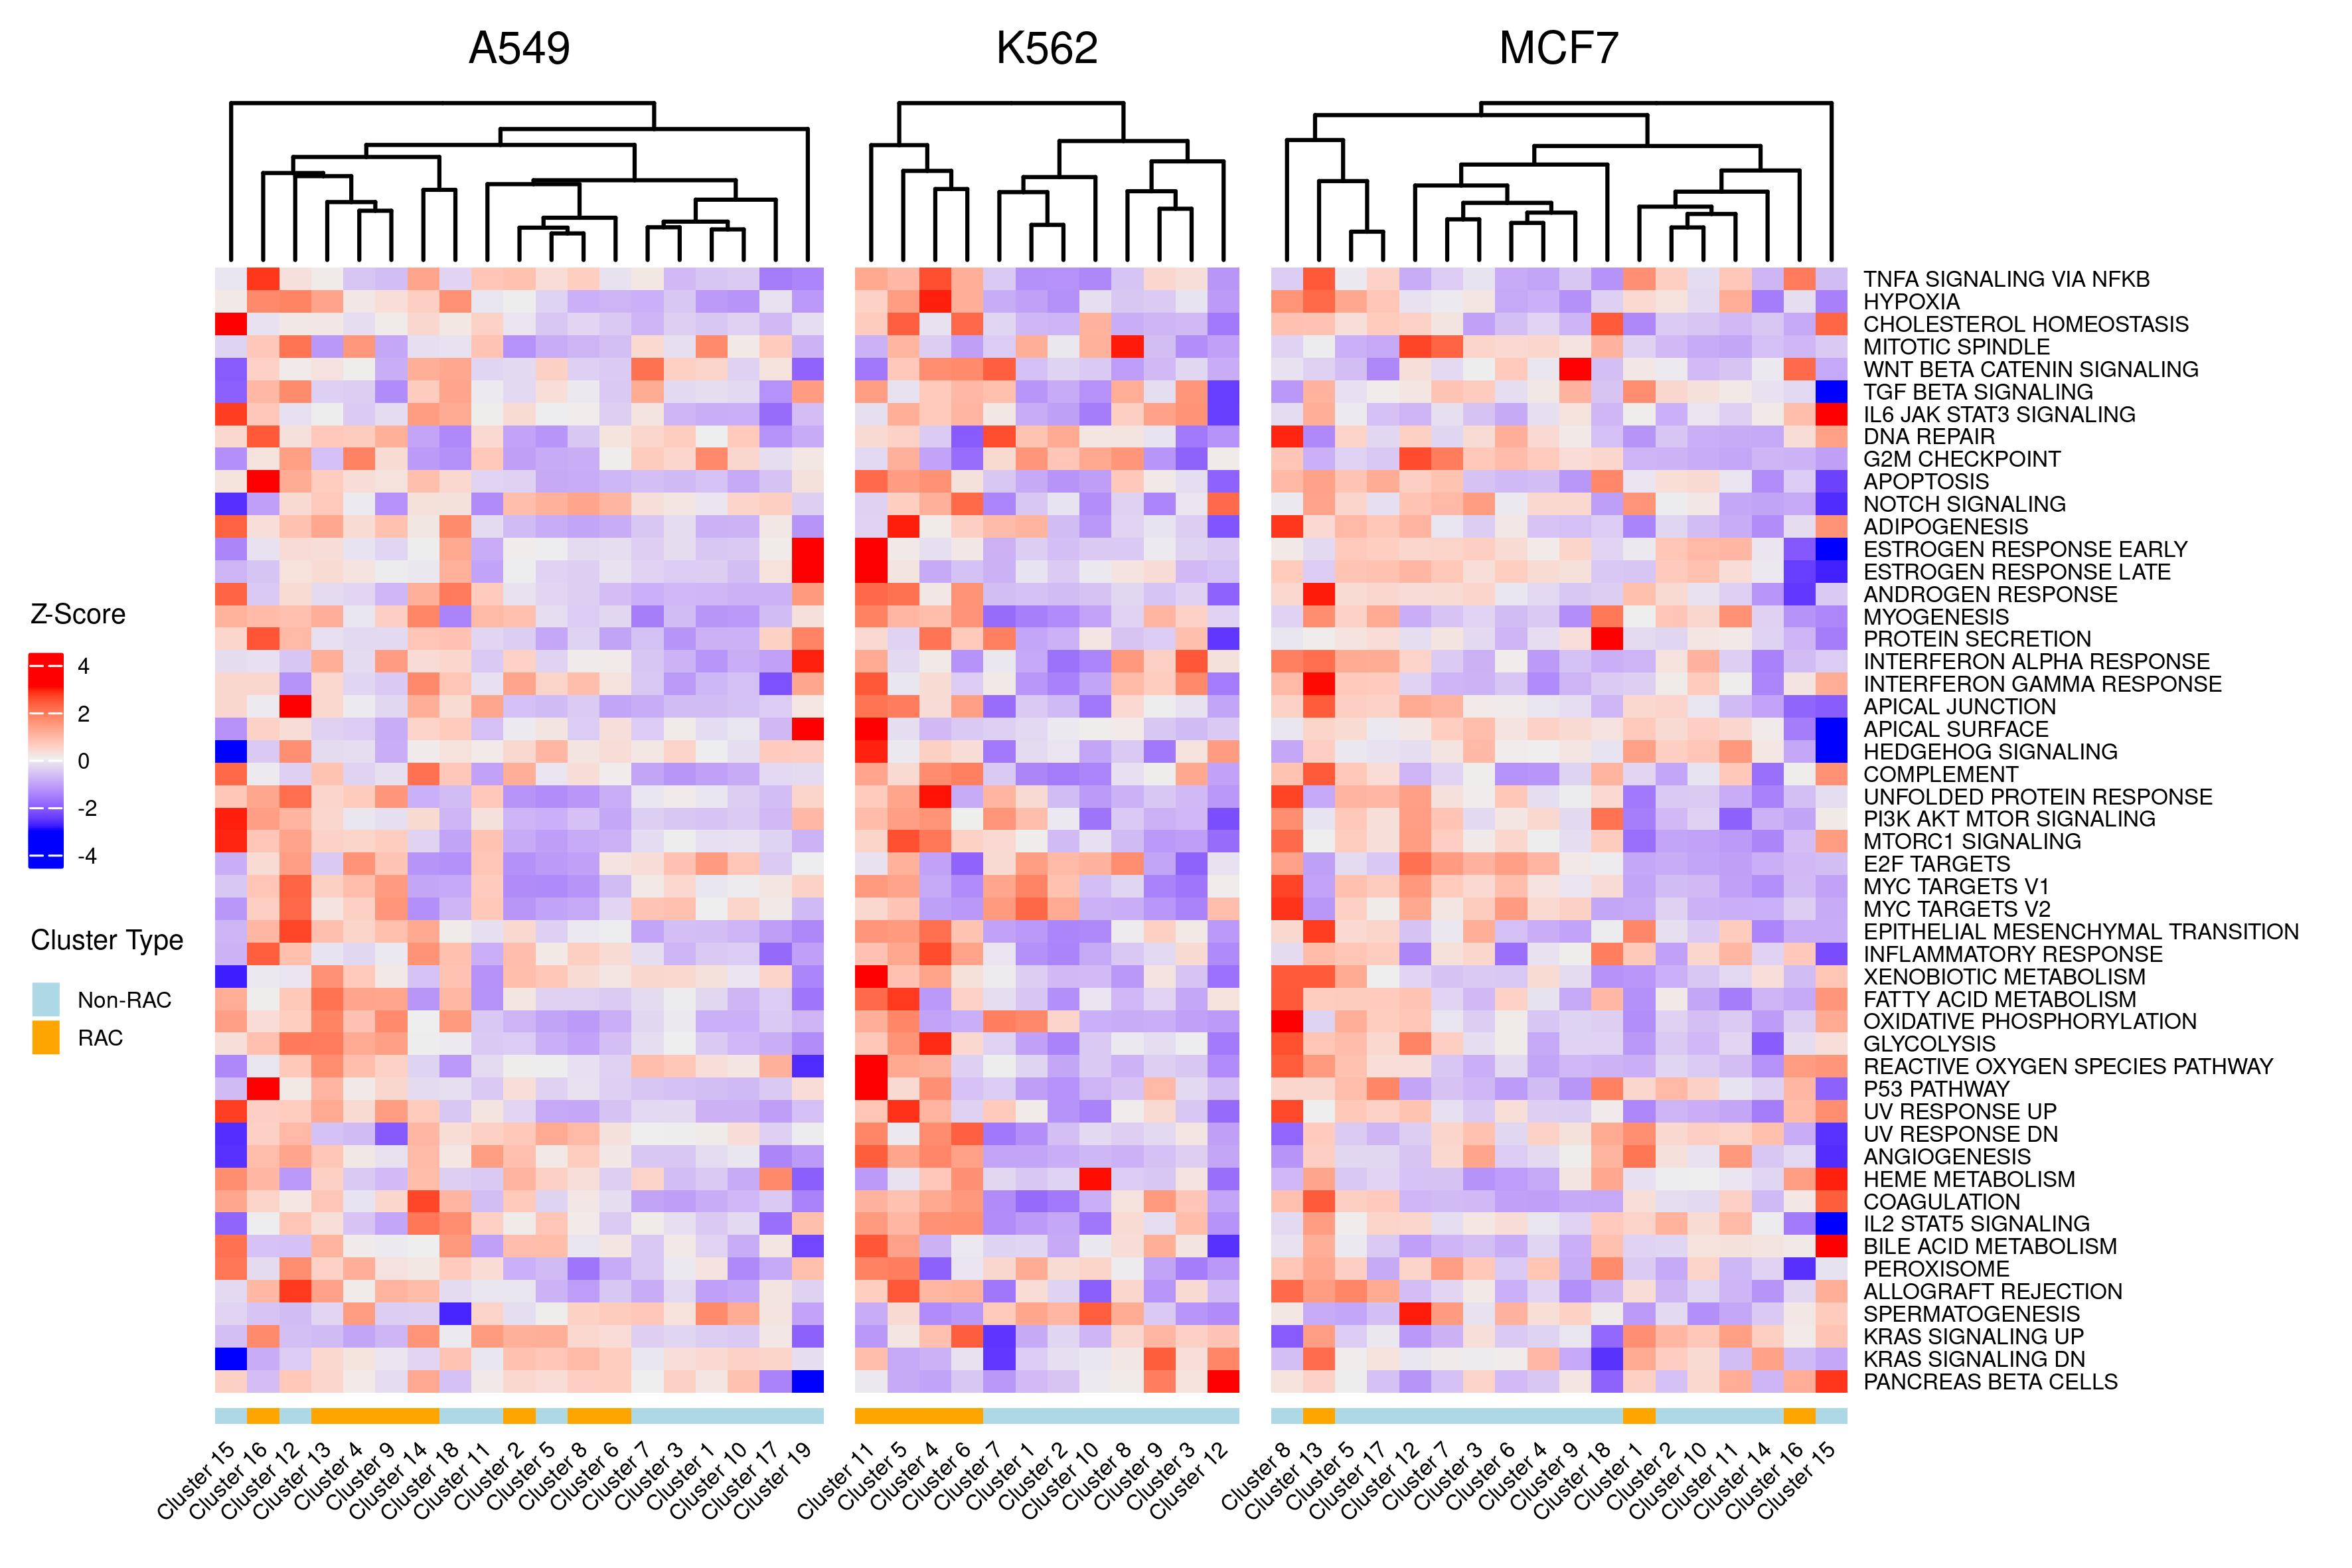 A549
K562
MCF7
TNFA SIGNALING VIA NFKB
HYPOXIA
CHOLESTEROL HOMEOSTASIS
MITOTIC SPINDLE
WNT BETA CATENIN SIGNALING
TGF BETA SIGNALING
IL6 JAK STAT3 SIGNALING
DNA REPAIR
G2M CHECKPOINT
APOPTOSIS
NOTCH SIGNALING
ADIPOGENESIS
ESTROGEN RESPONSE EARLY
ESTROGEN RESPONSE LATE
ANDROGEN RESPONSE
MYOGENESIS
PROTEIN SECRETION
INTERFERON ALPHA RESPONSE
INTERFERON GAMMA RESPONSE
APICAL JUNCTION
APICAL SURFACE
HEDGEHOG SIGNALING
COMPLEMENT
UNFOLDED PROTEIN RESPONSE
PI3K AKT MTOR SIGNALING
MTORC1 SIGNALING
E2F TARGETS
MYC TARGETS V1
MYC TARGETS V2
EPITHELIAL MESENCHYMAL TRANSITION
INFLAMMATORY RESPONSE
XENOBIOTIC METABOLISM
FATTY ACID METABOLISM
OXIDATIVE PHOSPHORYLATION
GLYCOLYSIS
REACTIVE OXYGEN SPECIES PATHWAY
P53 PATHWAY
UV RESPONSE UP
UV RESPONSE DN
ANGIOGENESIS
HEME METABOLISM
COAGULATION
IL2 STAT5 SIGNALING
BILE ACID METABOLISM
PEROXISOME
ALLOGRAFT REJECTION
SPERMATOGENESIS
KRAS SIGNALING UP
KRAS SIGNALING DN
PANCREAS BETA CELLS
Z-Score
4
2
0
-2
-4
Cluster Type
Non-RAC
RAC
Cluster 15
Cluster 16
Cluster 12
Cluster 13
Cluster 4
Cluster 9
Cluster 14
Cluster 18
Cluster 11
Cluster 2
Cluster 5
Cluster 8
Cluster 6
Cluster 7
Cluster 3
Cluster 1
Cluster 10
Cluster 17
Cluster 19
Cluster 11
Cluster 5
Cluster 4
Cluster 6
Cluster 7
Cluster 1
Cluster 2
Cluster 10
Cluster 8
Cluster 9
Cluster 3
Cluster 12
Cluster 8
Cluster 13
Cluster 5
Cluster 17
Cluster 12
Cluster 7
Cluster 3
Cluster 6
Cluster 4
Cluster 9
Cluster 18
Cluster 1
Cluster 2
Cluster 10
Cluster 11
Cluster 14
Cluster 16
Cluster 15